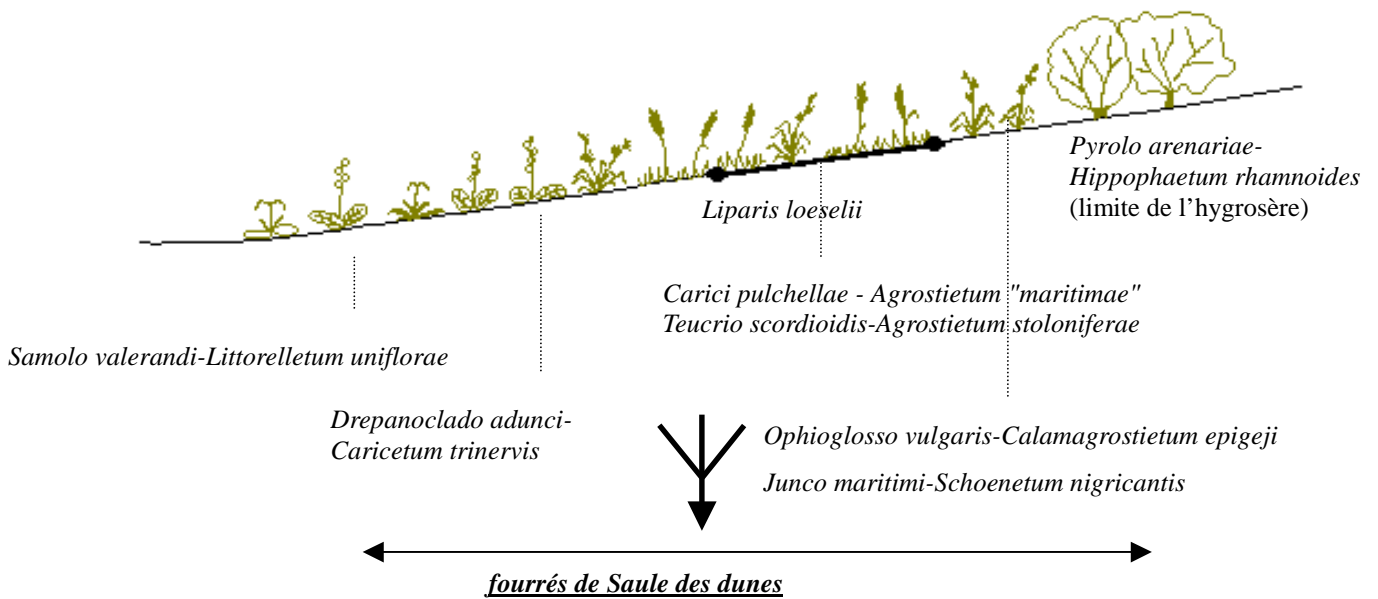 Pyrolo arenariae-
Hippophaetum rhamnoides
(limite de l'hygrosère)
Liparis loeselii
Carici pulchellae - Agrostietum "maritimae"
Teucrio scordioidis-Agrostietum stoloniferae
Samolo valerandi-Littorelletum uniflorae
Drepanoclado adunci-
Caricetum trinervis
Ophioglosso vulgaris-Calamagrostietum epigeji
Junco maritimi-Schoenetum nigricantis
fourrés de Saule des dunes